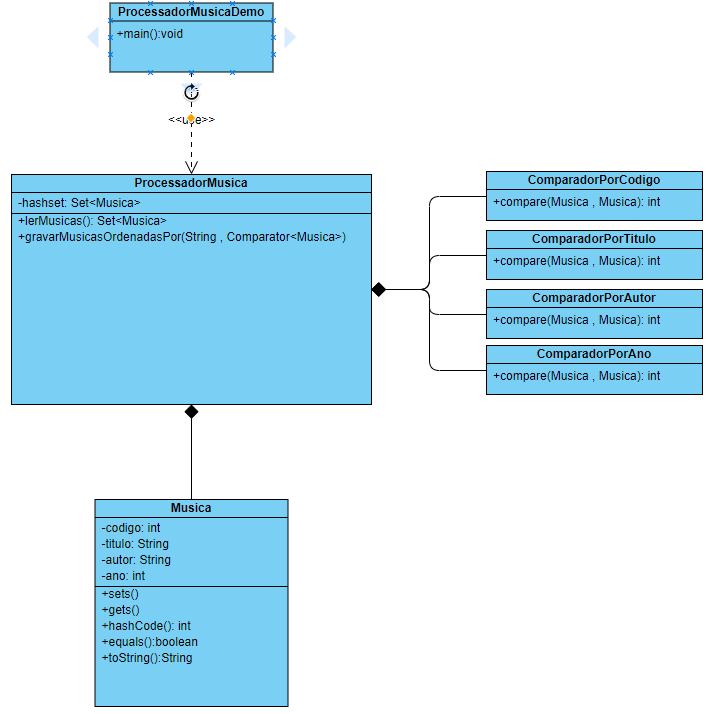 ProcessadorMusicaDemo
+main():void
<<use>>
ProcessadorMusica
-hashset: Set<Musica>
+lerMusicas(): Set<Musica>
+gravarMusicasOrdenadasPor(String , Comparator<Musica>)
ComparadorPorCodigo
+compare(Musica , Musica): int
ComparadorPorTitulo
+compare(Musica , Musica): int
ComparadorPorAutor
+compare(Musica , Musica): int
ComparadorPorAno
+compare(Musica , Musica): int
Musica
-codigo: int
-titulo: String
-autor: String
-ano: int
+sets()
+gets()
+hashCode(): int
+equals():boolean
+toString():String